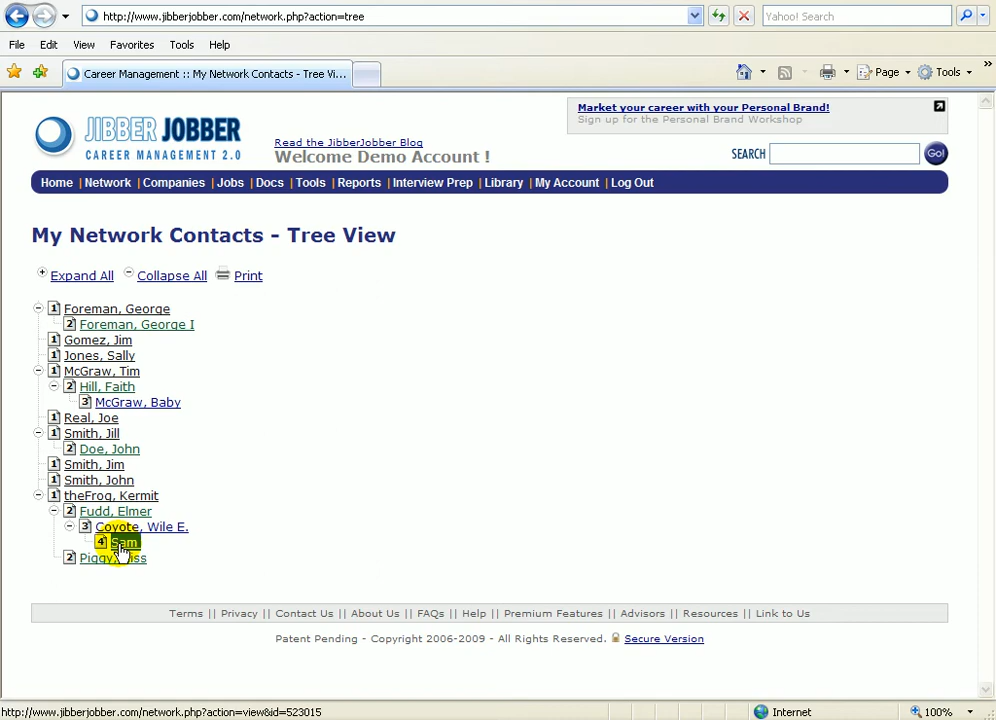 http://www.jibberjobber.com/network.php?action=tree
Yahoo! Search
File Edit View Favorites Tools Help
Career Management :: My Network Contacts - Tree Vi...
Page Tools »
JIBBER JOBBER
CAREER MANAGEMENT 2.0
Read the JibberJobber Blog
Welcome Demo Account !
Market your career with your Personal Brand!
Sign up for the Personal Brand Workshop
SEARCH Go!
Home | Network | Companies | Jobs | Docs | Tools | Reports | Interview Prep | Library | My Account | Log Out
My Network Contacts - Tree View
Expand All Collapse All Print
1 Foreman, George
2 Foreman, George I
1 Gomez, Jim
1 Jones, Sally
1 McGraw, Tim
2 Hill, Faith
3 McGraw, Baby
1 Real, Joe
1 Smith, Jill
2 Doe, John
1 Smith, Jim
1 Smith, John
1 theFrog, Kermit
2 Fudd, Elmer
3 Coyote, Wile E.
4 Sam
2 Piggy, Miss
Terms || Privacy || Contact Us || About Us || FAQs || Help || Premium Features || Advisors || Resources || Link to Us
Patent Pending - Copyright 2006-2009 - All Rights Reserved. Secure Version
http://www.jibberjobber.com/network.php?action=view&id=523015 Internet 100%